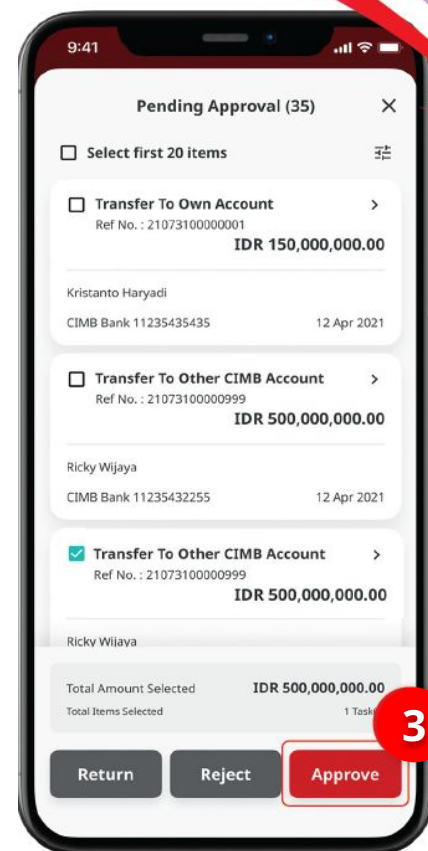 9:41
Pending Approval (35)
Select first 20 items
Transfer To Own Account
Ref No. : 21073100000001
IDR 150,000,000.00
Kristanto Haryadi
CIMB Bank 11235435435 12 Apr 2021
Transfer To Other CIMB Account
Ref No. : 21073100000999
IDR 500,000,000.00
Ricky Wijaya
CIMB Bank 11235432255 12 Apr 2021
Transfer To Other CIMB Account
Ref No. : 21073100000999
IDR 500,000,000.00
Ricky Wijaya
Total Amount Selected IDR 500,000,000.00
Total Items Selected 1
3
Return Reject Approve